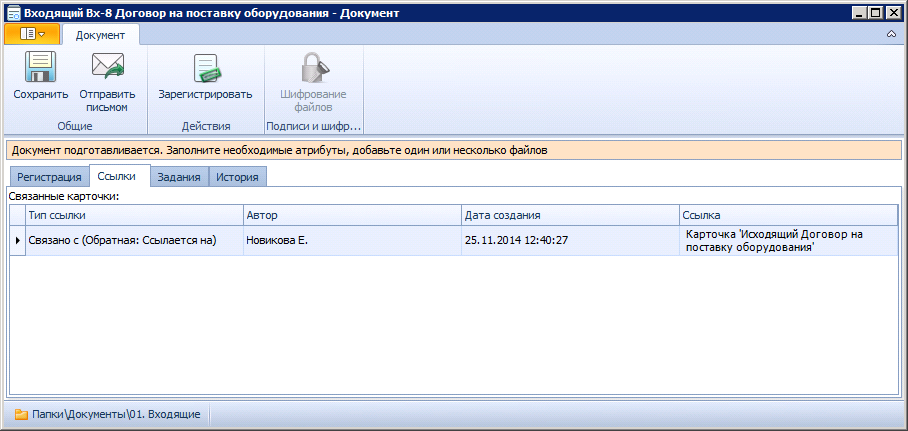 Входящий Вх-8 Договор на поставку оборудования - Документ
Документ
Сохранить
Отправить
письмом
Зарегистрировать
Шифрование
файлов
Общие
Действия
Подписи и шифр...
Документ подготавливается. Заполните необходимые атрибуты, добавьте один или несколько файлов
Регистрация
Ссылки
Задания
История
Связанные карточки:
Тип ссылки
Автор
Дата создания
Ссылка
Связано с (Обратная: Ссылается на)
Новикова Е.
25.11.2014 12:40:27
Карточка 'Исходящий Договор на
поставку оборудования'
Папки\Документы\01. Входящие